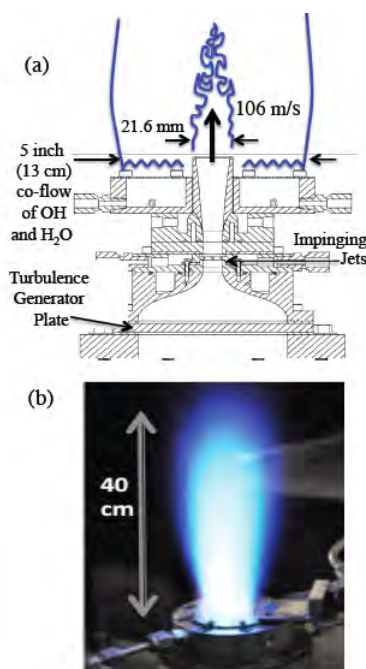 (a)
106 m/s
21.6 mm
5 inch
(13 cm)
co-flow
of OH
and H₂O
Impinging
Jets
Turbulence
Generator
Plate
(b)
40
cm